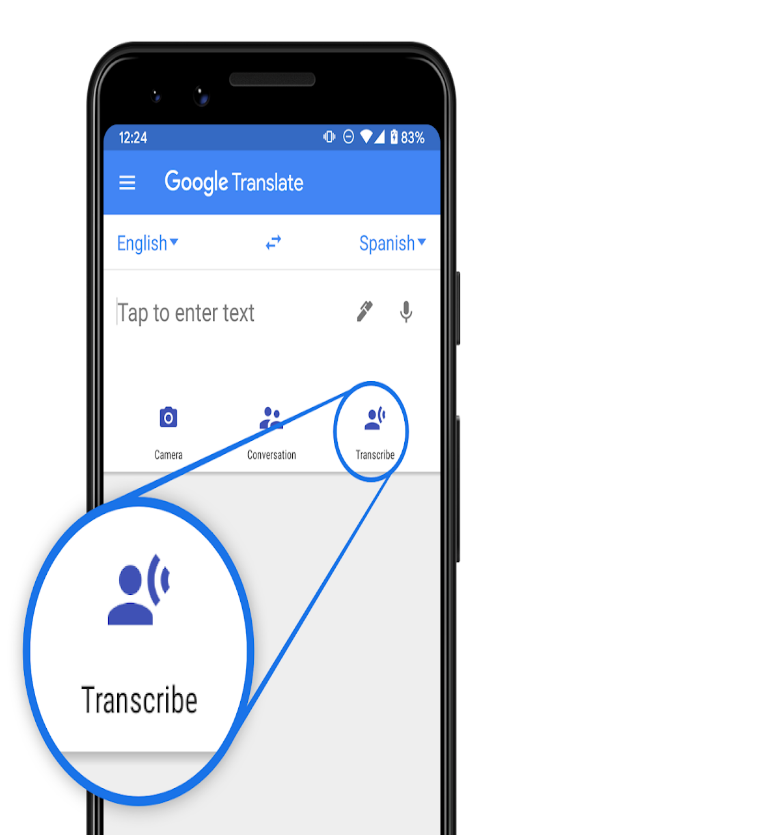 12:24 83%
Google Translate
English Spanish
Tap to enter text
Camera Conversation Transcribe
Transcribe